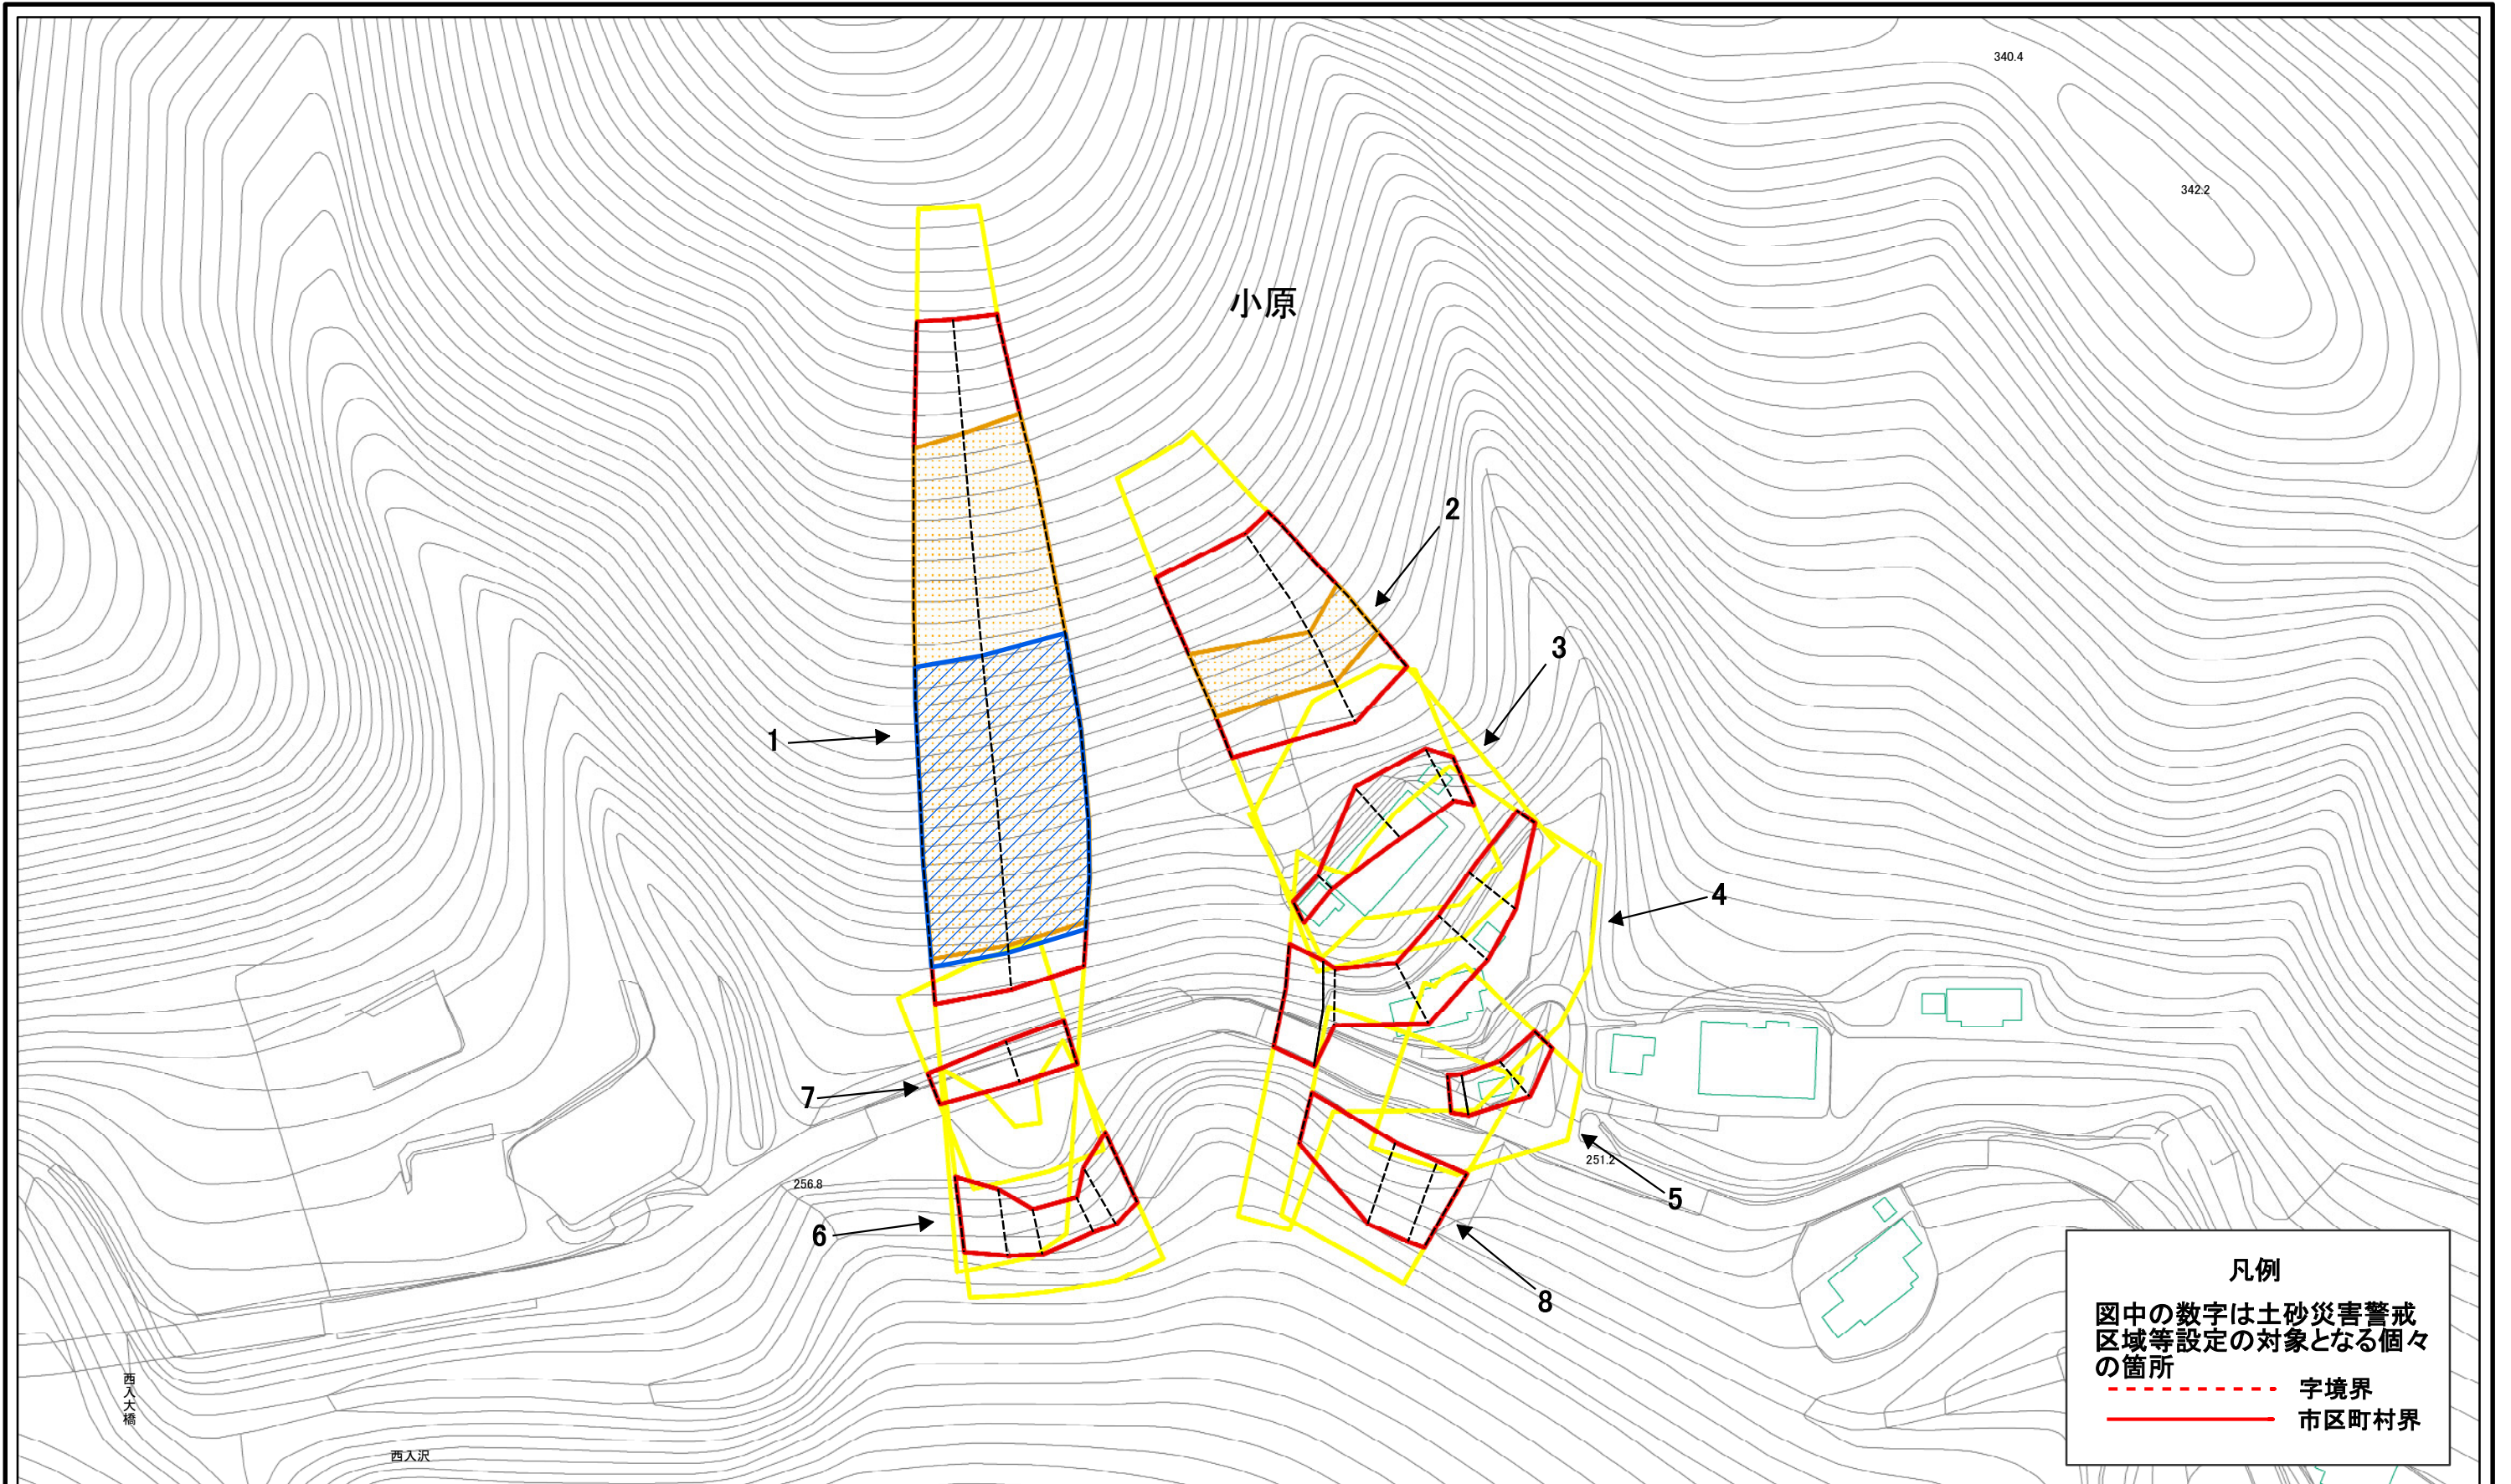 340.4
342.2
小原
2
3
1
4
7
256.8
251.2
5
6
8
西入大橋
西入沢
凡例
図中の数字は土砂災害警戒
区域等設定の対象となる個々
の箇所
字境界
市区町村界